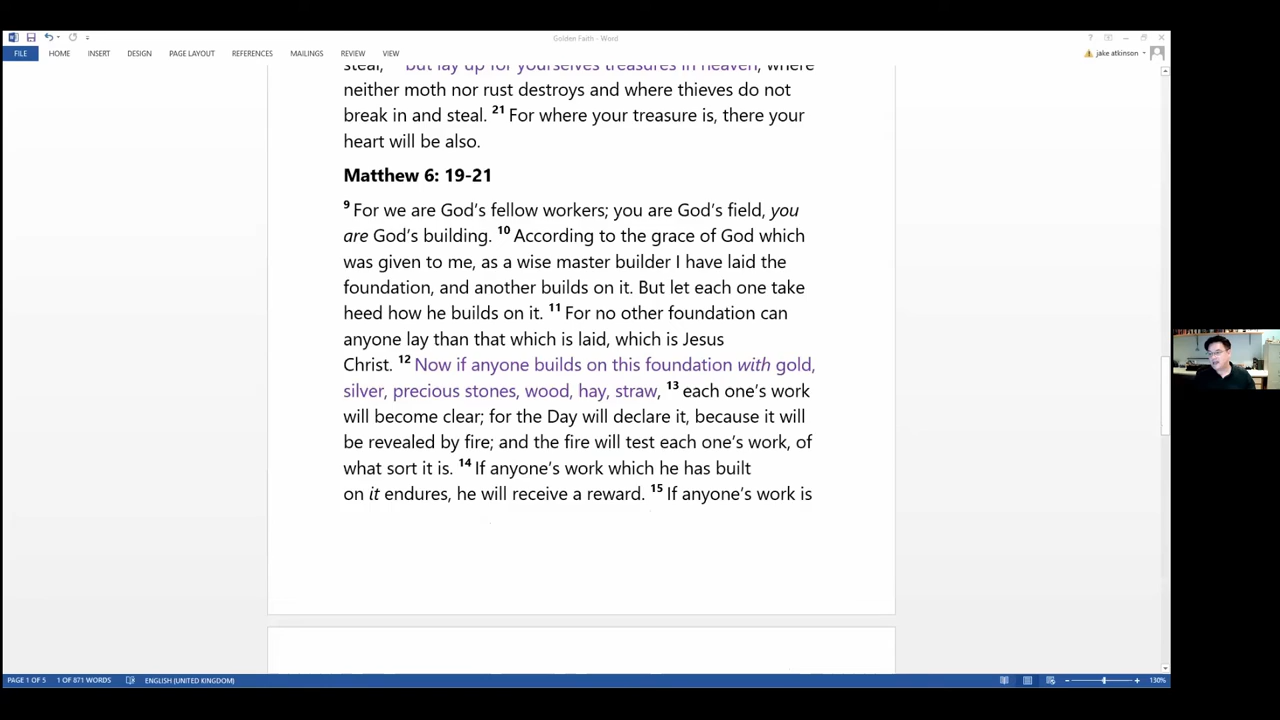 Golden Faith - Word
FILE HOME INSERT DESIGN PAGE LAYOUT REFERENCES MAILINGS REVIEW VIEW
jake atkinson
steal, but lay up for yourselves treasures in heaven, where
neither moth nor rust destroys and where thieves do not
break in and steal. 21 For where your treasure is, there your
heart will be also.
Matthew 6: 19-21
9 For we are God's fellow workers; you are God's field, you
are God's building. 10 According to the grace of God which
was given to me, as a wise master builder I have laid the
foundation, and another builds on it. But let each one take
heed how he builds on it. 11 For no other foundation can
anyone lay than that which is laid, which is Jesus
Christ. 12 Now if anyone builds on this foundation with gold,
silver, precious stones, wood, hay, straw, 13 each one's work
will become clear; for the Day will declare it, because it will
be revealed by fire; and the fire will test each one's work, of
what sort it is. 14 If anyone's work which he has built
on it endures, he will receive a reward. 15 If anyone's work is
PAGE 1 OF 5 1 OF 871 WORDS ENGLISH (UNITED KINGDOM) 130%